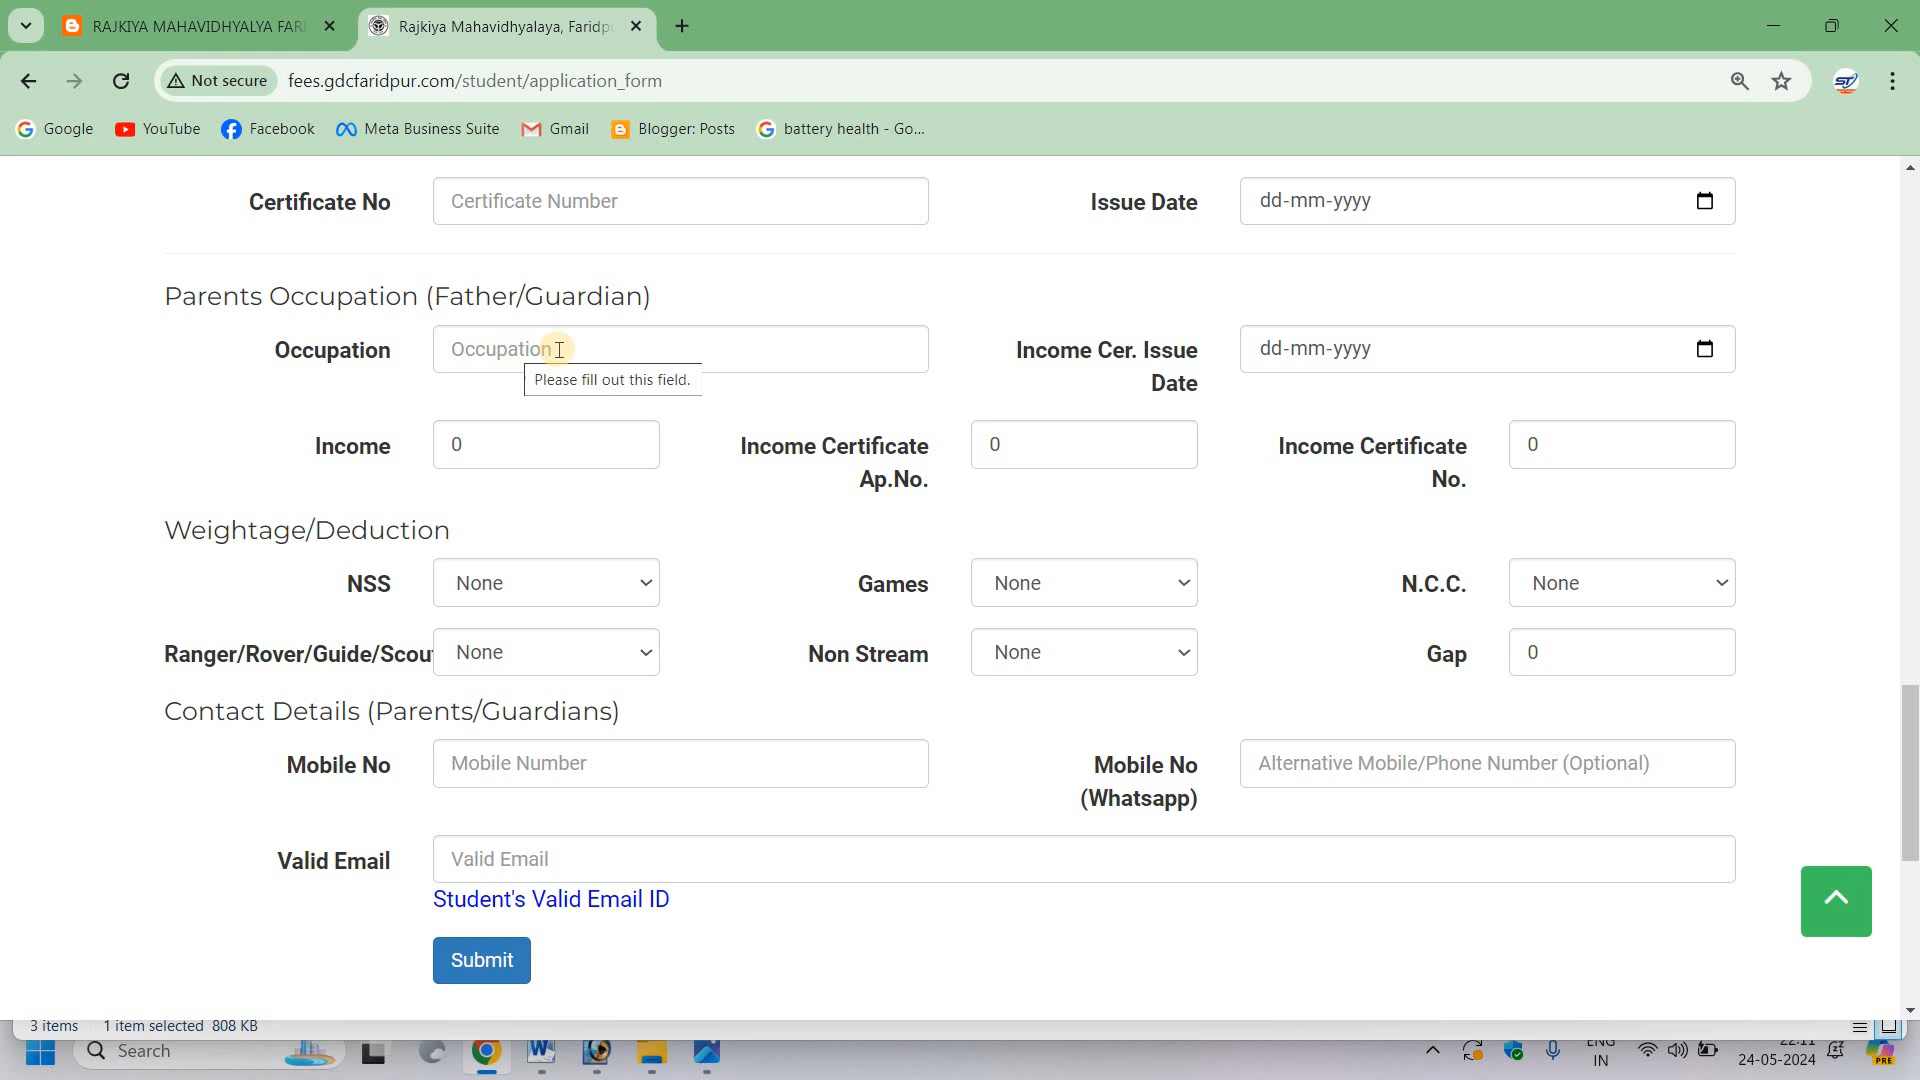 RAJKIYA MAHAVIDHYALYA FARI
Rajkiya Mahavidhyalaya, Faridp
Not secure
fees.gdcfaridpur.com/student/application_form
Google
YouTube
Facebook
Meta Business Suite
Gmail
Blogger: Posts
battery health - Go...
Certificate No
Certificate Number
Issue Date
dd-mm-yyyy
Parents Occupation (Father/Guardian)
Occupation
Occupation
Please fill out this field.
Income Cer. Issue
Date
dd-mm-yyyy
Income
0
Income Certificate
Ap.No.
0
Income Certificate
No.
0
Weightage/Deduction
NSS
None
Games
None
N.C.C.
None
Ranger/Rover/Guide/Scou
None
Non Stream
None
Gap
0
Contact Details (Parents/Guardians)
Mobile No
Mobile Number
Mobile No
(Whatsapp)
Alternative Mobile/Phone Number (Optional)
Valid Email
Valid Email
Student's Valid Email ID
Submit
3 items
1 item selected 808 KB
Search
ENG
IN
22:11
24-05-2024
PRE